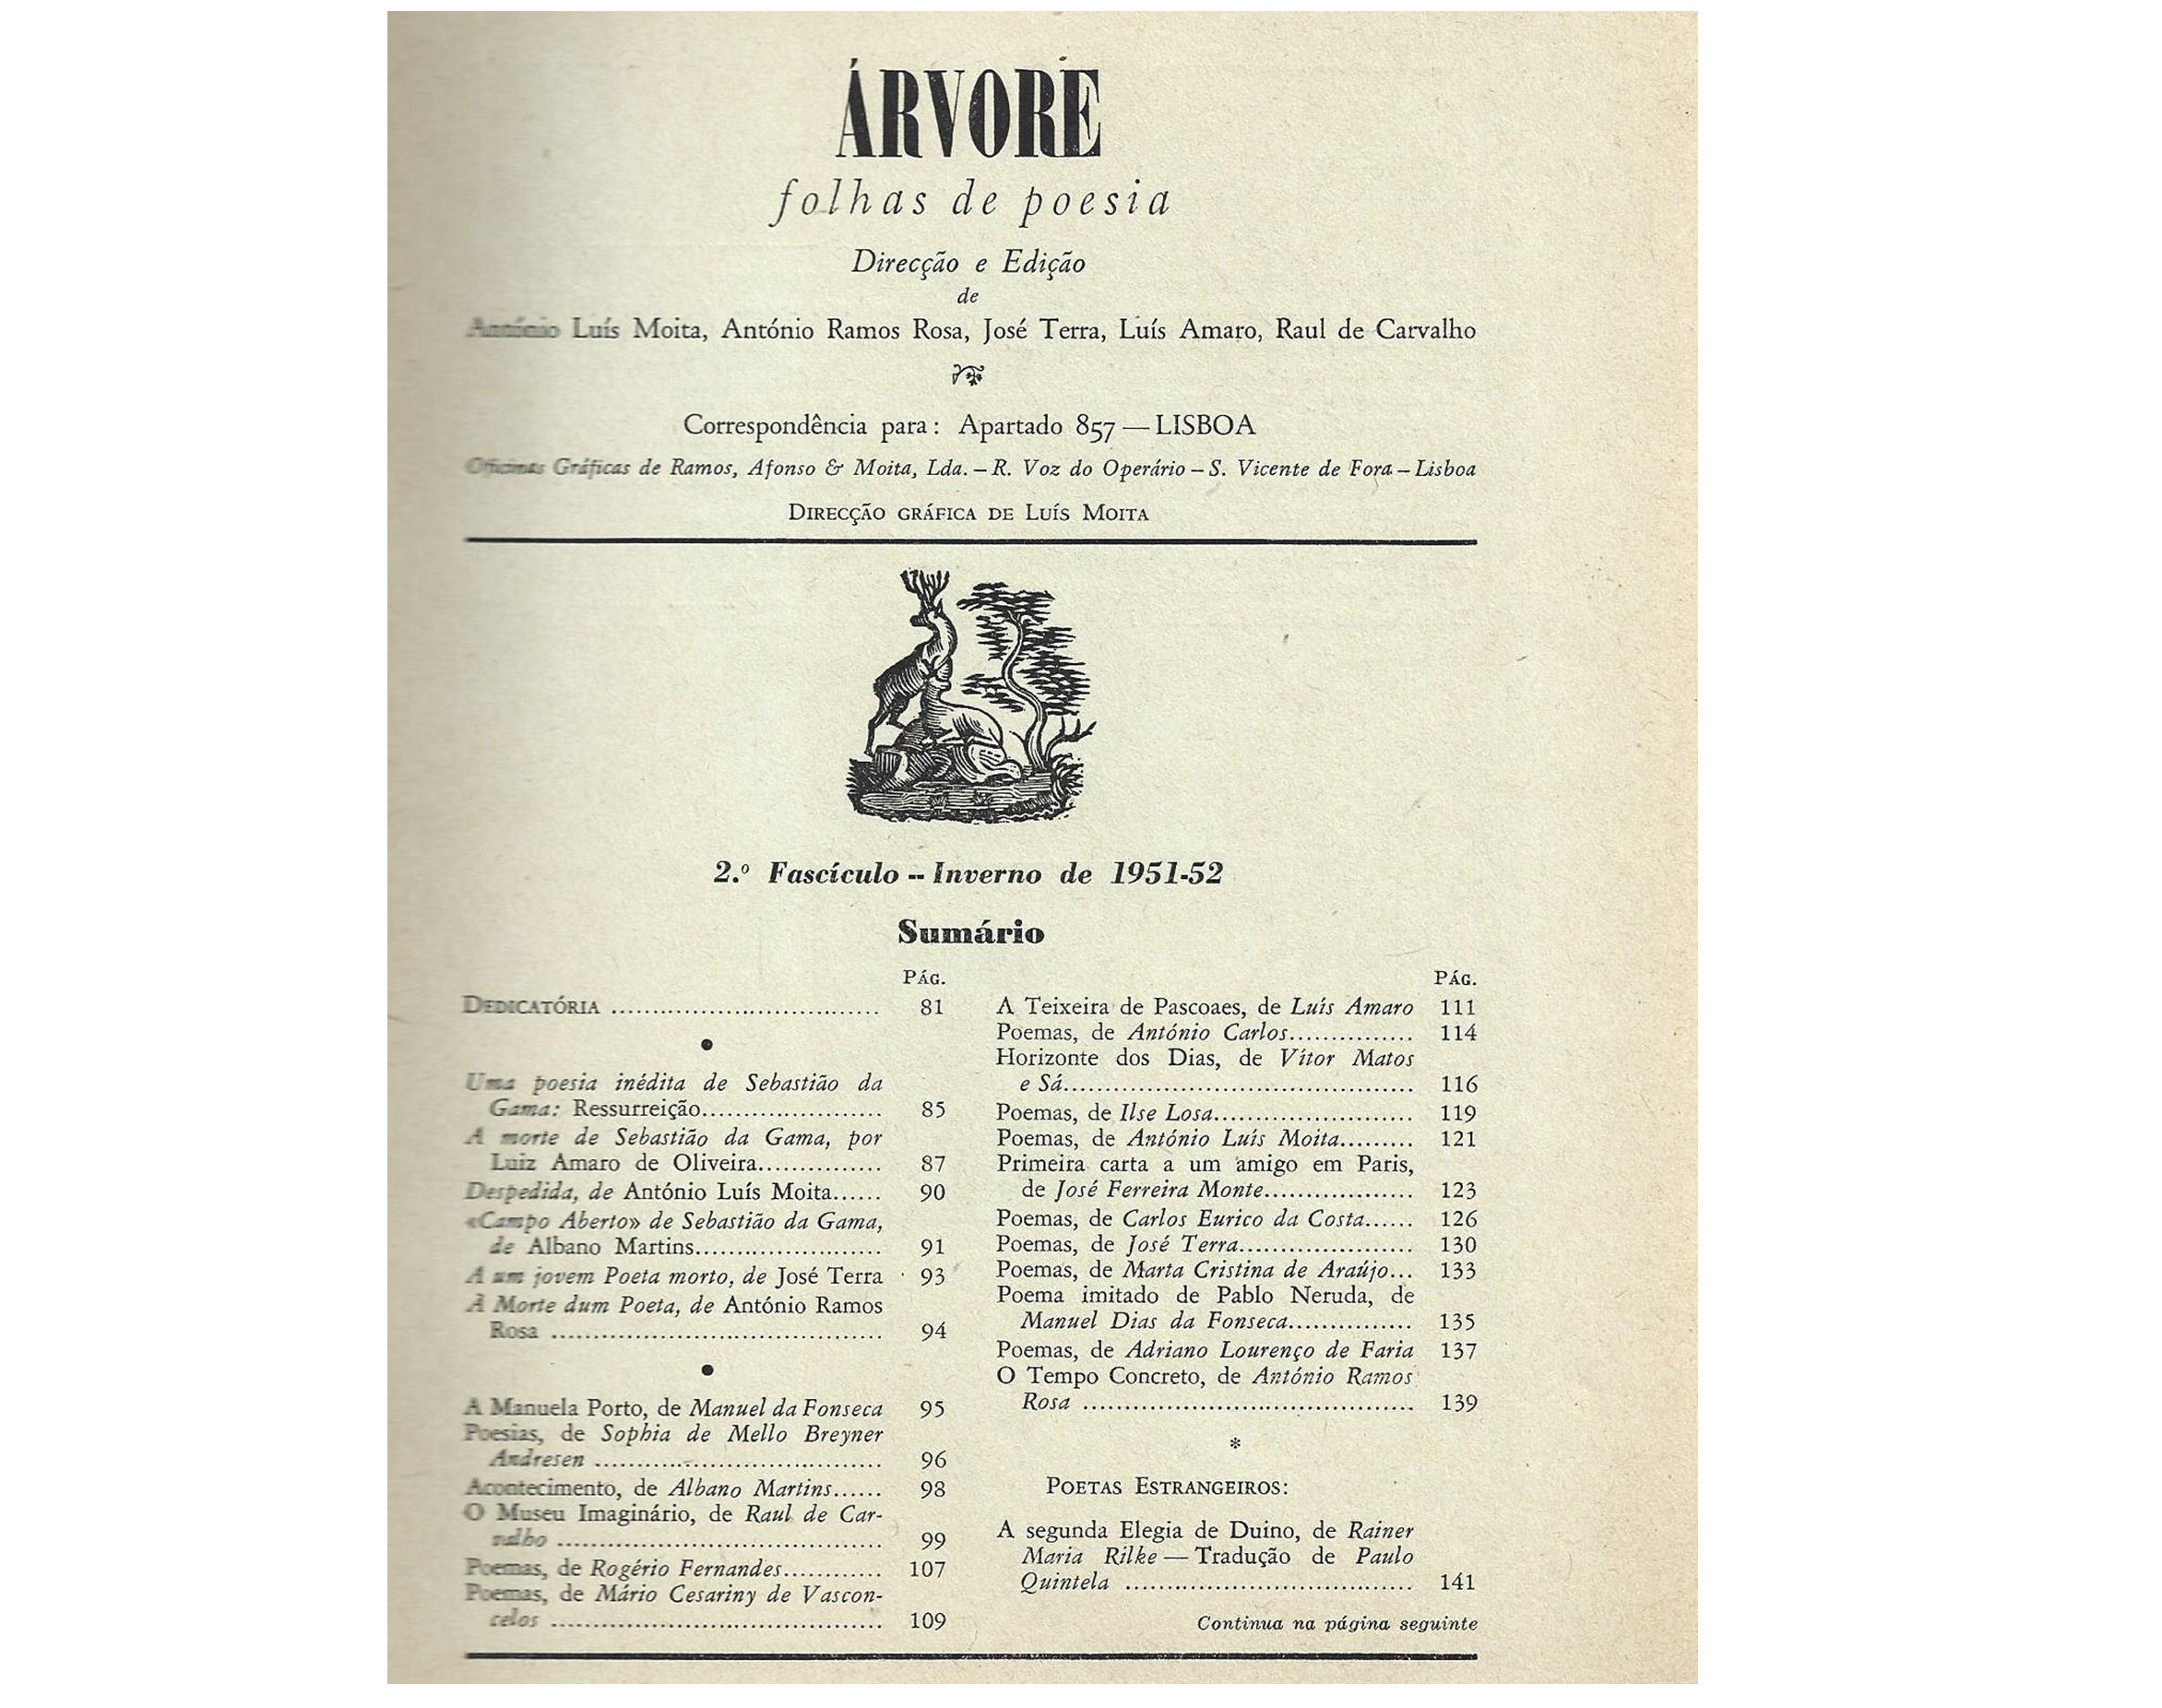 ÁRVORE
folhas de poesia
Direcção e Edição
de
António Luís Moita, António Ramos Rosa, José Terra, Luís Amaro, Raul de Carvalho
Correspondência para: Apartado 857 — LISBOA
Oficinas Gráficas de Ramos, Afonso & Moita, Lda. – R. Voz do Operário – S. Vicente de Fora – Lisboa
DIRECÇÃO GRÁFICA DE LUÍS MOITA
2.º Fascículo -- Inverno de 1951-52
Sumário
PÁG.
DEDICATÓRIA ................................. 81
Uma poesia inédita de Sebastião da
Gama: Ressurreição...................... 85
A morte de Sebastião da Gama, por
Luiz Amaro de Oliveira............... 87
Despedida, de António Luís Moita...... 90
«Campo Aberto» de Sebastião da Gama,
de Albano Martins....................... 91
A um jovem Poeta morto, de José Terra 93
À Morte dum Poeta, de António Ramos
Rosa ......................................... 94
A Manuela Porto, de Manuel da Fonseca 95
Poesias, de Sophia de Mello Breyner
Andresen ................................... 96
Acontecimento, de Albano Martins...... 98
O Museu Imaginário, de Raul de Car-
valho ........................................ 99
Poemas, de Rogério Fernandes............ 107
Poemas, de Mário Cesariny de Vascon-
celos ......................................... 109
PÁG.
A Teixeira de Pascoaes, de Luís Amaro 111
Poemas, de António Carlos............... 114
Horizonte dos Dias, de Vítor Matos
e Sá........................................... 116
Poemas, de Ilse Losa........................ 119
Poemas, de António Luís Moita......... 121
Primeira carta a um amigo em Paris,
de José Ferreira Monte.................. 123
Poemas, de Carlos Eurico da Costa...... 126
Poemas, de José Terra..................... 130
Poemas, de Marta Cristina de Araújo... 133
Poema imitado de Pablo Neruda, de
Manuel Dias da Fonseca............... 135
Poemas, de Adriano Lourenço de Faria 137
O Tempo Concreto, de António Ramos
Rosa ......................................... 139
*
POETAS ESTRANGEIROS:
A segunda Elegia de Duino, de Rainer
Maria Rilke — Tradução de Paulo
Quintela ................................... 141
Continua na página seguinte